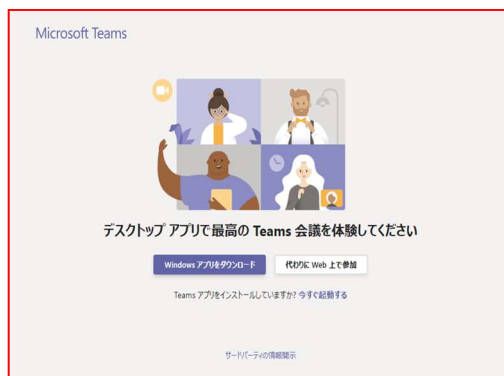 Microsoft Teams
デスクトップ アプリで最高の Teams 会議を体験してください
Windows アプリをダウンロード
代わりに Web 上で参加
Teams アプリをインストールしていますか? 今すぐ起動する
サードパーティの情報開示